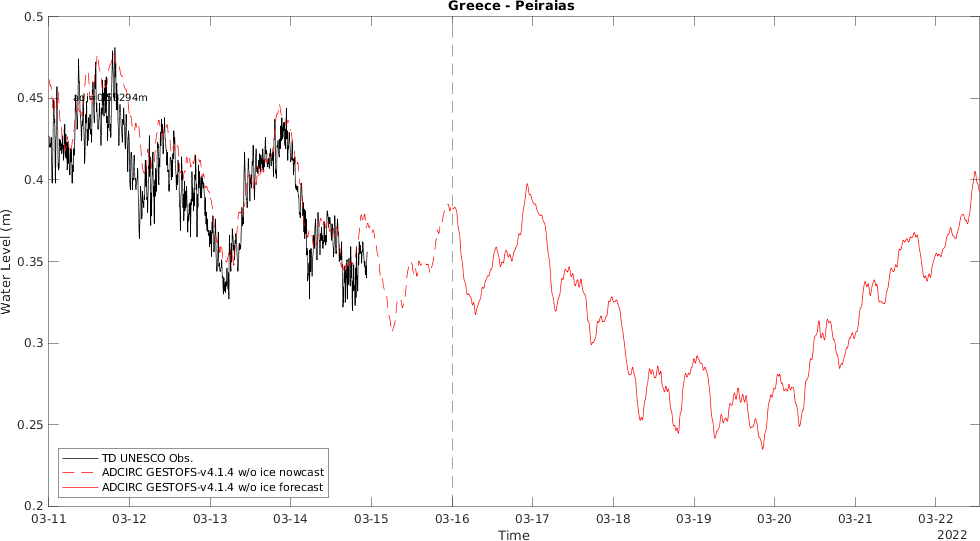 Greece - Peiraias
0.5
0.45
0.4
0.35
0.3
0.25
0.2
Water Level (m)
TD UNESCO Obs.
ADCIRC GESTOFS-v4.1.4 w/o ice nowcast
ADCIRC GESTOFS-v4.1.4 w/o ice forecast
03-11 03-12 03-13 03-14 03-15 03-16 03-17 03-18 03-19 03-20 03-21 03-22
Time
2022